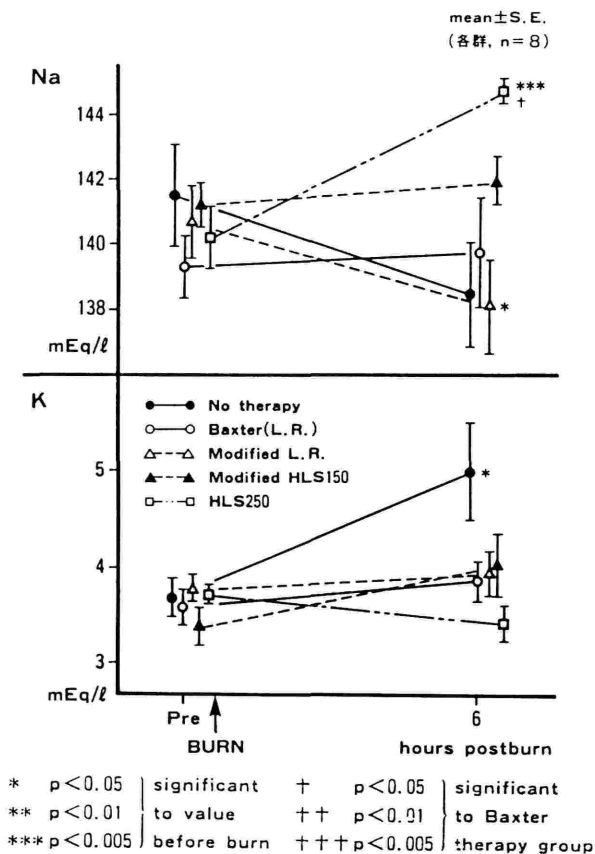 mean±S.E.
(各群, n=8)
Na
***
†
144
142
140
138
*
mEq/ℓ
K
No therapy
Baxter(L.R.)
Modified L.R.
Modified HLS150
HLS250
5
*
4
3
mEq/ℓ
Pre
6
BURN
hours postburn
* p<0.05 significant † p<0.05 significant
** p<0.01 to value †† p<0.01 to Baxter
*** p<0.005 before burn ††† p<0.005 therapy group